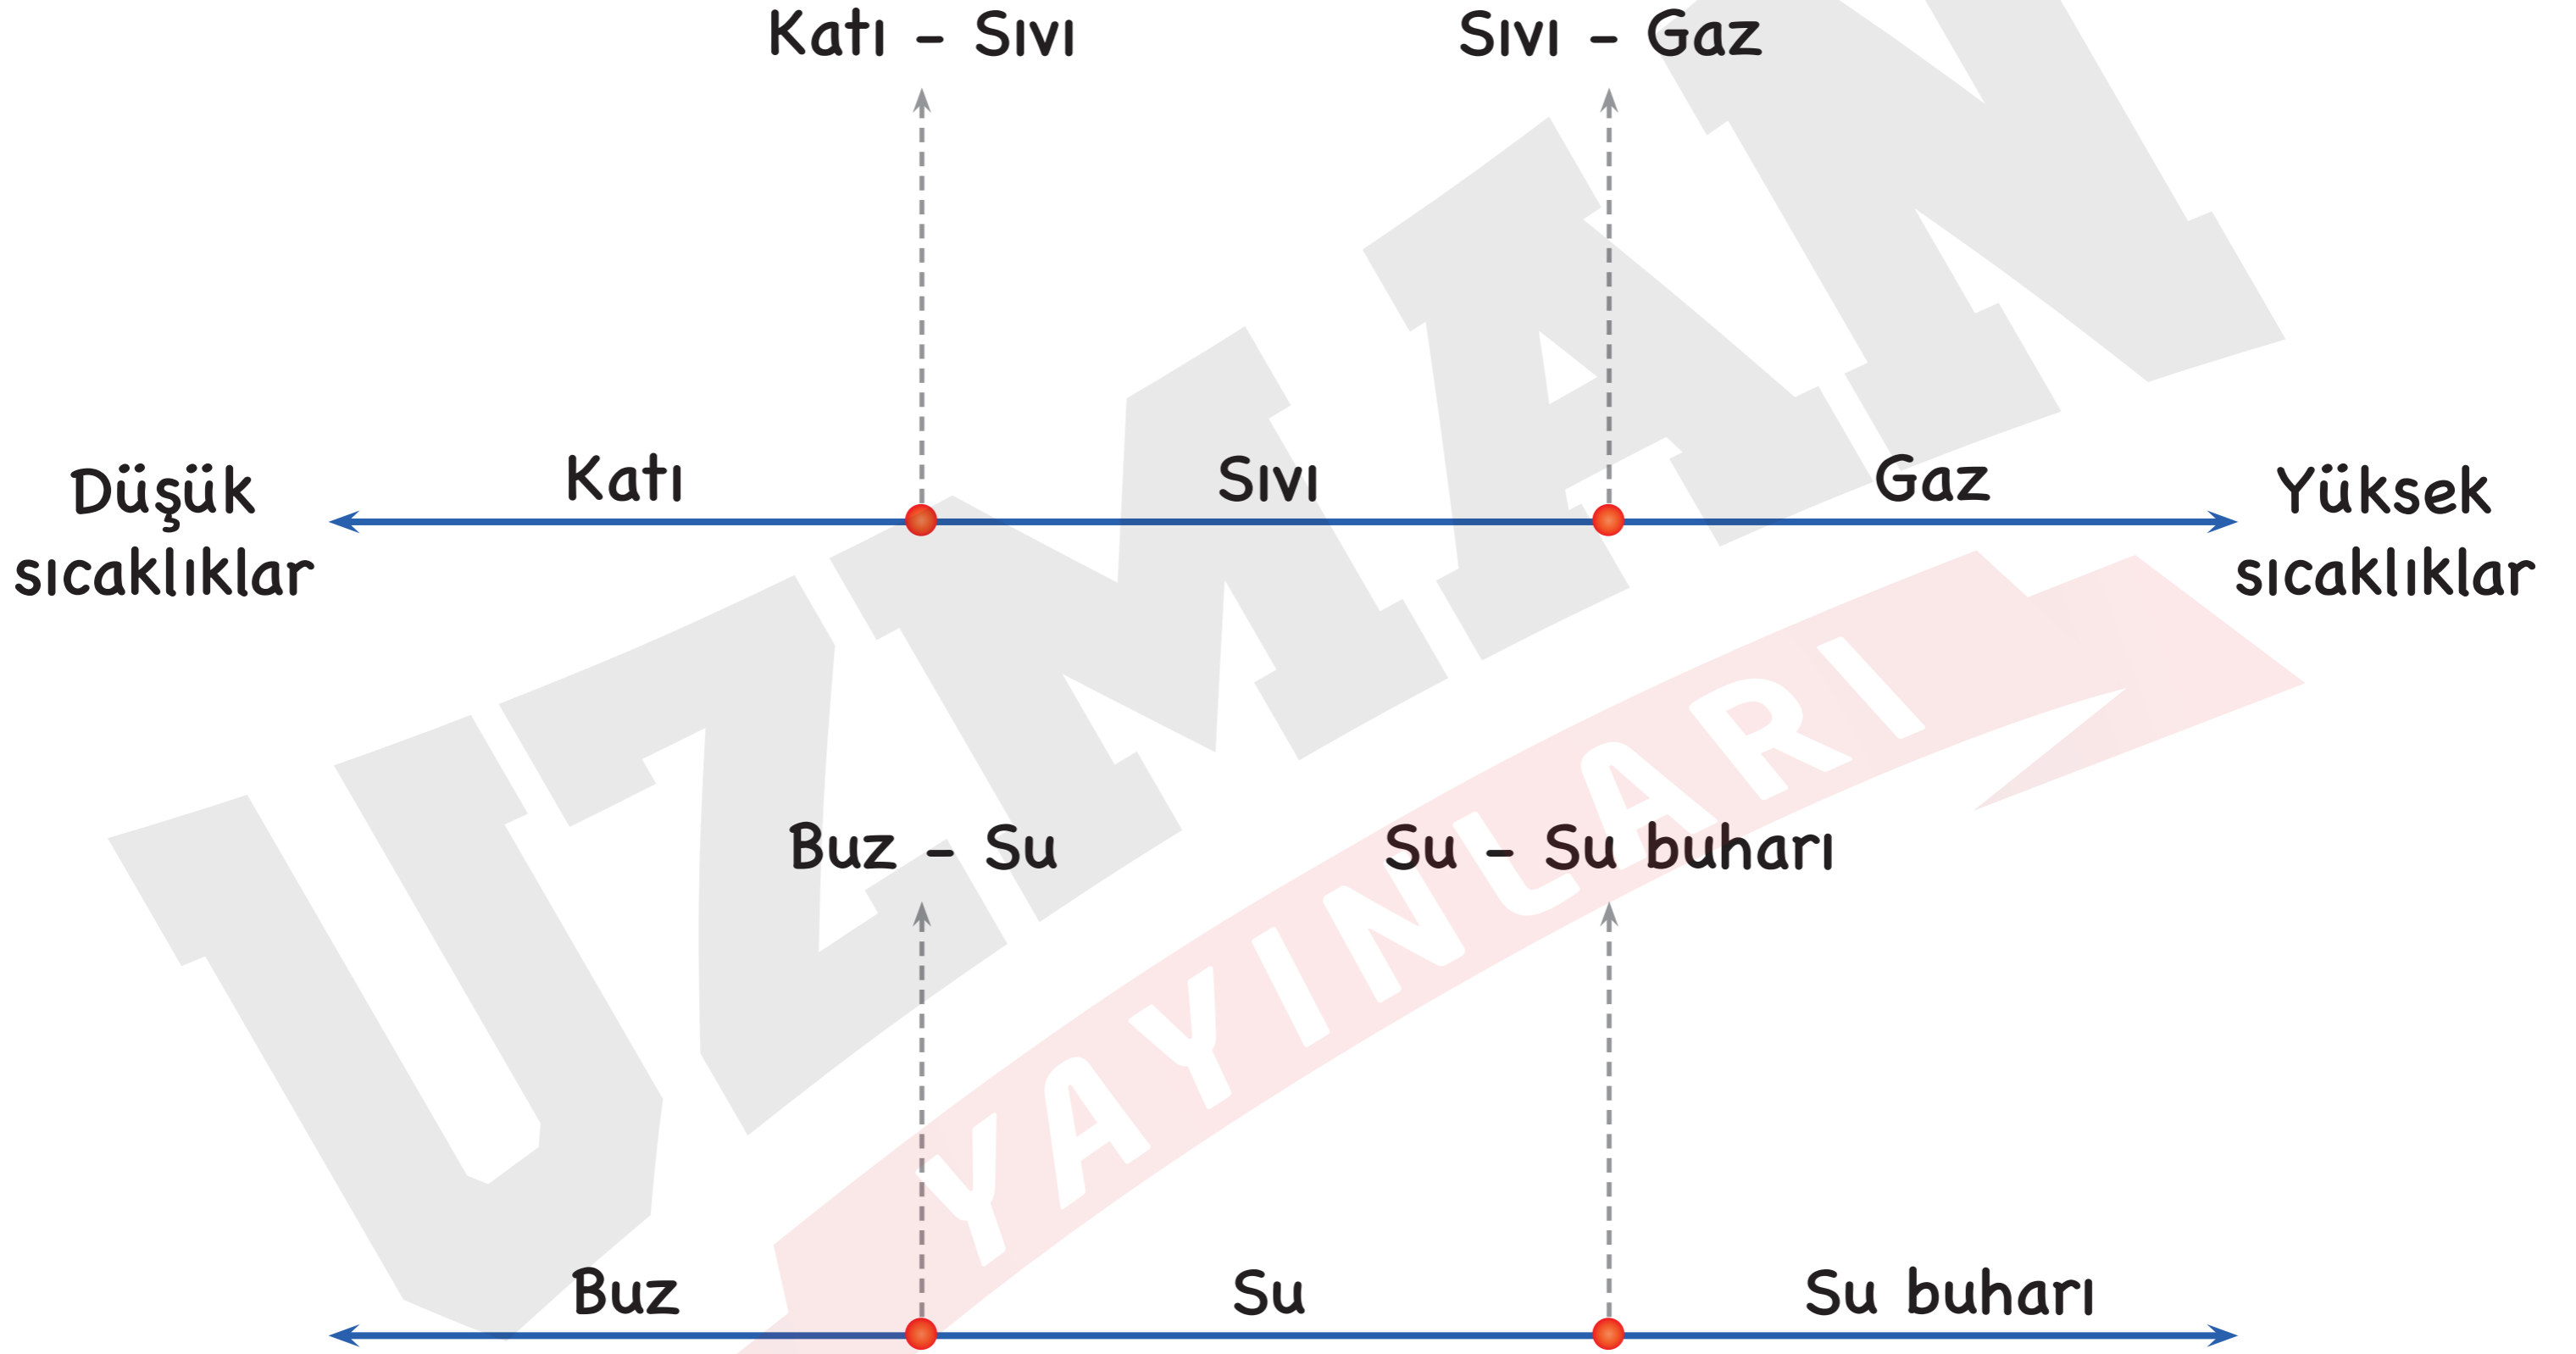 Katı – Sıvı
Sıvı – Gaz
Düşük
sıcaklıklar
Katı
Sıvı
Gaz
Yüksek
sıcaklıklar
UZMAN
YAYINLARI
Buz – Su
Su – Su buharı
Buz
Su
Su buharı